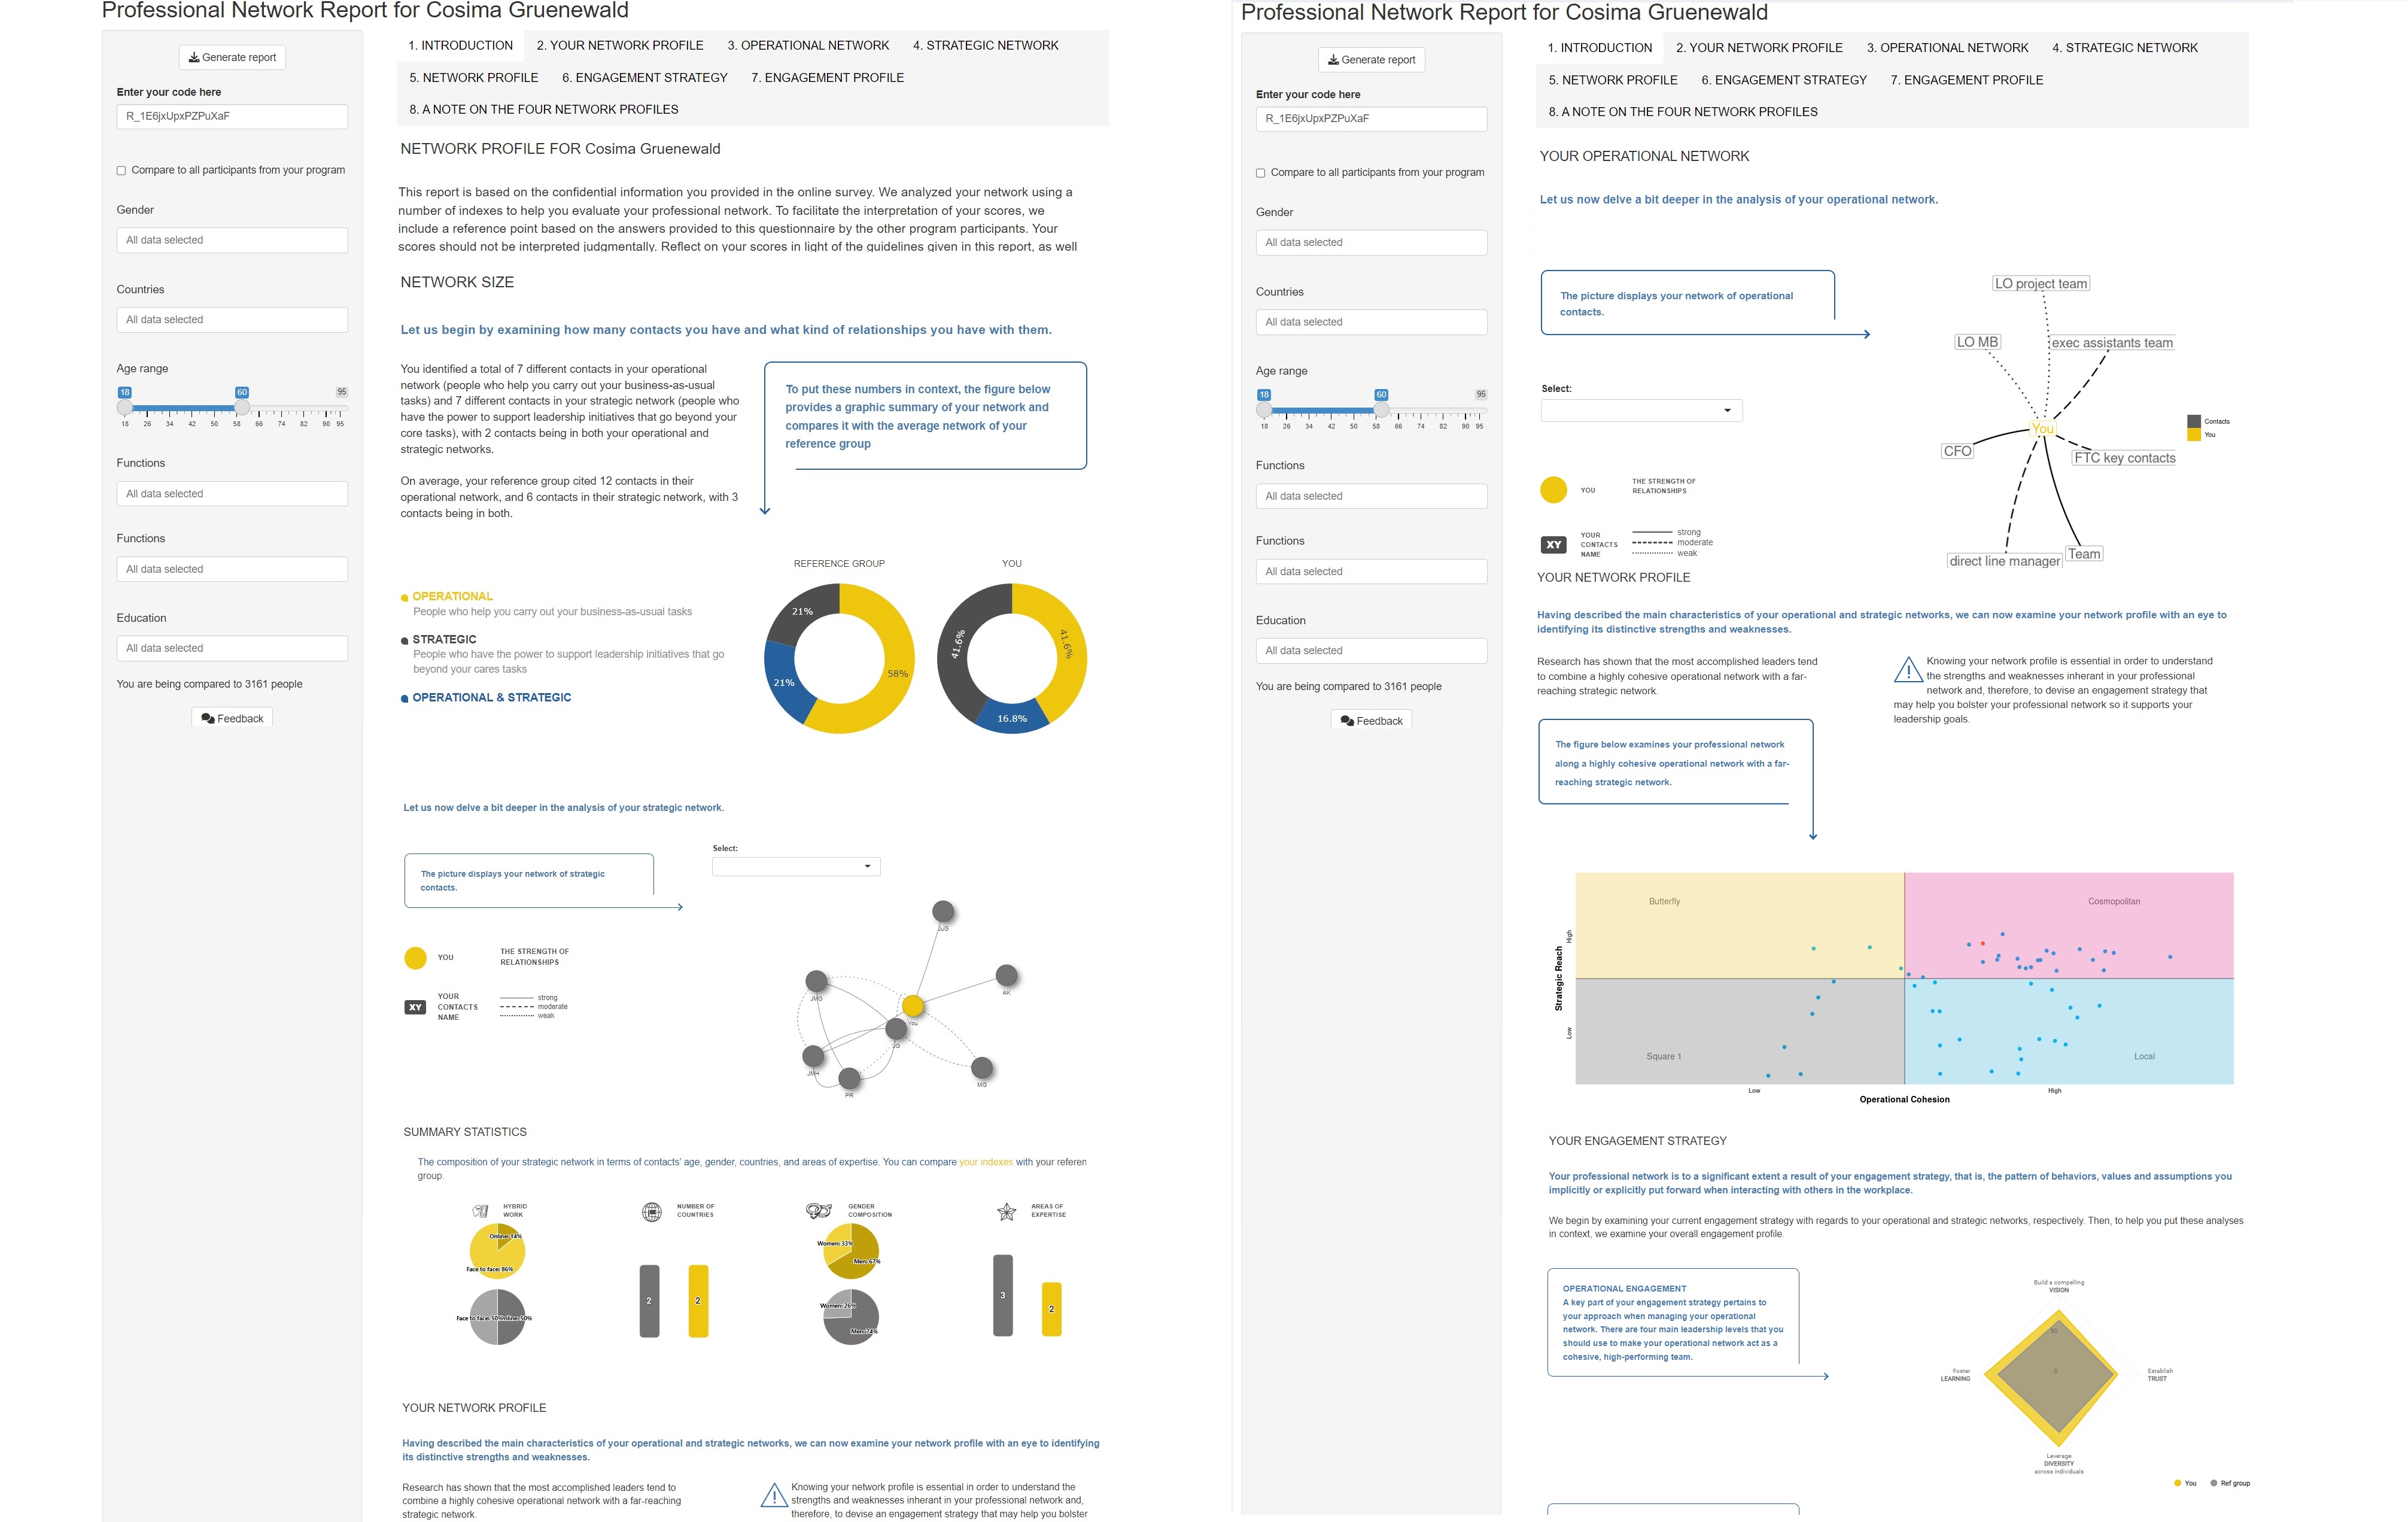 Professional Network Report for Cosima Gruenewald
Generate report
Enter your code here
R_1E6jxUpxPZPuXaF
Compare to all participants from your program
Gender
All data selected
Countries
All data selected
Age range
18 60 95
18 26 34 42 50 58 66 74 82 90 95
Functions
All data selected
Functions
All data selected
Education
All data selected
You are being compared to 3161 people
Feedback
1. INTRODUCTION 2. YOUR NETWORK PROFILE 3. OPERATIONAL NETWORK 4. STRATEGIC NETWORK
5. NETWORK PROFILE 6. ENGAGEMENT STRATEGY 7. ENGAGEMENT PROFILE
8. A NOTE ON THE FOUR NETWORK PROFILES
NETWORK PROFILE FOR Cosima Gruenewald
This report is based on the confidential information you provided in the online survey. We analyzed your network using a
number of indexes to help you evaluate your professional network. To facilitate the interpretation of your scores, we
include a reference point based on the answers provided to this questionnaire by the other program participants. Your
scores should not be interpreted judgmentally. Reflect on your scores in light of the guidelines given in this report, as well
NETWORK SIZE
Let us begin by examining how many contacts you have and what kind of relationships you have with them.
You identified a total of 7 different contacts in your operational
network (people who help you carry out your business-as-usual
tasks) and 7 different contacts in your strategic network (people who
have the power to support leadership initiatives that go beyond your
core tasks), with 2 contacts being in both your operational and
strategic networks.
On average, your reference group cited 12 contacts in their
operational network, and 6 contacts in their strategic network, with 3
contacts being in both.
To put these numbers in context, the figure below
provides a graphic summary of your network and
compares it with the average network of your
reference group
OPERATIONAL
People who help you carry out your business-as-usual tasks
STRATEGIC
People who have the power to support leadership initiatives that go
beyond your cares tasks
OPERATIONAL & STRATEGIC
REFERENCE GROUP
21%
21%
58%
YOU
41.6%
41.6%
16.8%
Let us now delve a bit deeper in the analysis of your strategic network.
The picture displays your network of strategic
contacts.
Select:
YOU
THE STRENGTH OF
RELATIONSHIPS
XY
YOUR
CONTACTS
NAME
strong
moderate
weak
JuG
AK
JMG
You
JG
JMH
PR
MG
SUMMARY STATISTICS
The composition of your strategic network in terms of contacts' age, gender, countries, and areas of expertise. You can compare your indexes with your referen
group.
HYBRID
WORK
Online: 14%
Face to face: 86%
Face to face: 50%
Online: 50%
NUMBER OF
COUNTRIES
2
2
GENDER
COMPOSITION
Women: 33%
Men: 67%
Women: 26%
Men: 74%
AREAS OF
EXPERTISE
3
2
YOUR NETWORK PROFILE
Having described the main characteristics of your operational and strategic networks, we can now examine your network profile with an eye to identifying
its distinctive strengths and weaknesses.
Research has shown that the most accomplished leaders tend to
combine a highly cohesive operational network with a far-reaching
strategic network.
Knowing your network profile is essential in order to understand the
strengths and weaknesses inherant in your professional network and,
therefore, to devise an engagement strategy that may help you bolster
Professional Network Report for Cosima Gruenewald
Generate report
Enter your code here
R_1E6jxUpxPZPuXaF
Compare to all participants from your program
Gender
All data selected
Countries
All data selected
Age range
18 60 95
18 26 34 42 50 58 66 74 82 90 95
Functions
All data selected
Functions
All data selected
Education
All data selected
You are being compared to 3161 people
Feedback
1. INTRODUCTION 2. YOUR NETWORK PROFILE 3. OPERATIONAL NETWORK 4. STRATEGIC NETWORK
5. NETWORK PROFILE 6. ENGAGEMENT STRATEGY 7. ENGAGEMENT PROFILE
8. A NOTE ON THE FOUR NETWORK PROFILES
YOUR OPERATIONAL NETWORK
Let us now delve a bit deeper in the analysis of your operational network.
The picture displays your network of operational
contacts.
Select:
YOU
THE STRENGTH OF
RELATIONSHIPS
XY
YOUR
CONTACTS
NAME
strong
moderate
weak
LO project team
LO MB
exec assistants team
You
CFO
FTC key contacts
direct line manager
Team
Contacts
You
YOUR NETWORK PROFILE
Having described the main characteristics of your operational and strategic networks, we can now examine your network profile with an eye to
identifying its distinctive strengths and weaknesses.
Research has shown that the most accomplished leaders tend
to combine a highly cohesive operational network with a far-
reaching strategic network.
Knowing your network profile is essential in order to understand
the strengths and weaknesses inherant in your professional
network and, therefore, to devise an engagement strategy that
may help you bolster your professional network so it supports your
leadership goals.
The figure below examines your professional network
along a highly cohesive operational network with a far-
reaching strategic network.
Butterfly
Cosmopolitan
Square 1
Local
Strategic Reach
High
Low
Low
High
Operational Cohesion
YOUR ENGAGEMENT STRATEGY
Your professional network is to a significant extent a result of your engagement strategy, that is, the pattern of behaviors, values and assumptions you
implicitly or explicitly put forward when interacting with others in the workplace.
We begin by examining your current engagement strategy with regards to your operational and strategic networks, respectively. Then, to help you put these analyses
in context, we examine your overall engagement profile.
OPERATIONAL ENGAGEMENT
A key part of your engagement strategy pertains to
your approach when managing your operational
network. There are four main leadership levels that you
should use to make your operational network act as a
cohesive, high-performing team.
Build a compelling
VISION
50
0
Foster
LEARNING
Establish
TRUST
Leverage
DIVERSITY
across individuals
You
Ref group